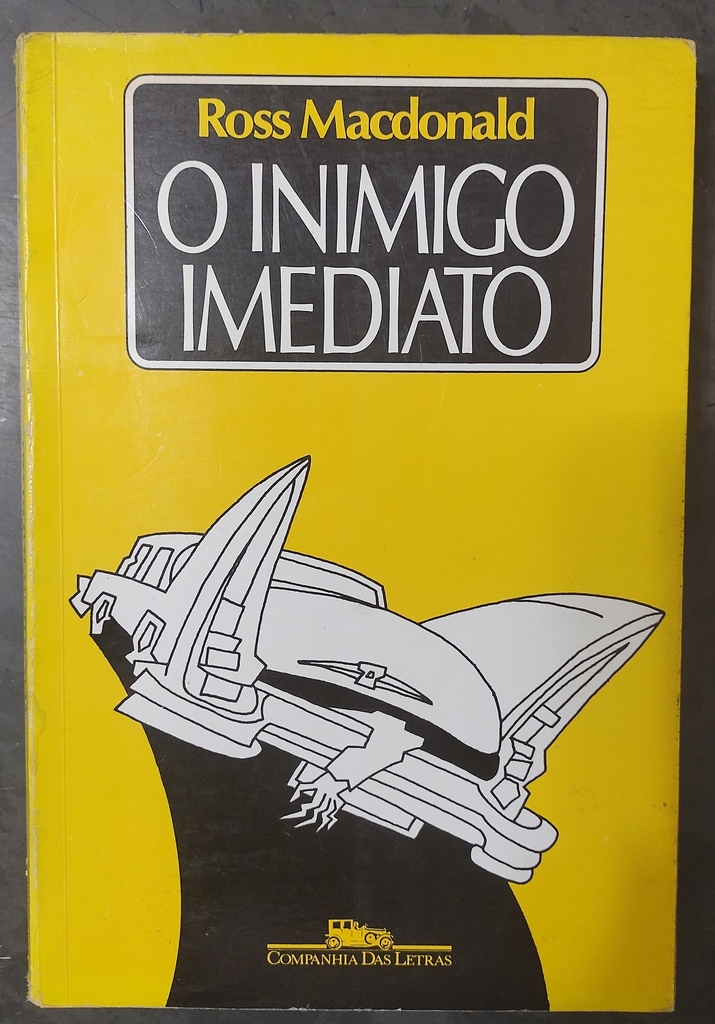 Ross Macdonald
O INIMIGO
IMEDIATO
COMPANHIA DAS LETRAS